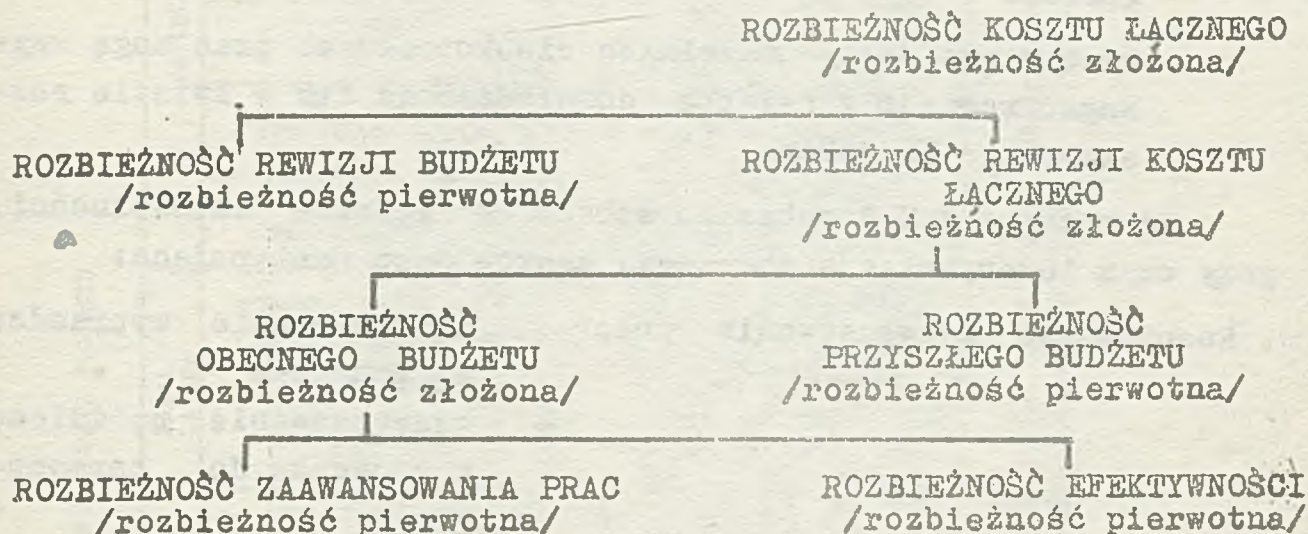 ROZBIEŻNOŚĆ KOSZTU ŁĄCZNEGO
/rozbieżność złożona/
ROZBIEŻNOŚĆ REWIZJI BUDŻETU
/rozbieżność pierwotna/
ROZBIEŻNOŚĆ REWIZJI KOSZTU
ŁĄCZNEGO
/rozbieżność złożona/
ROZBIEŻNOŚĆ
OBECNEGO BUDŻETU
/rozbieżność złożona/
ROZBIEŻNOŚĆ
PRZYSZŁEGO BUDŻETU
/rozbieżność pierwotna/
ROZBIEŻNOŚĆ ZAAWANSOWANIA PRAC
/rozbieżność pierwotna/
ROZBIEŻNOŚĆ EFEKTYWNOŚCI
/rozbieżność pierwotna/